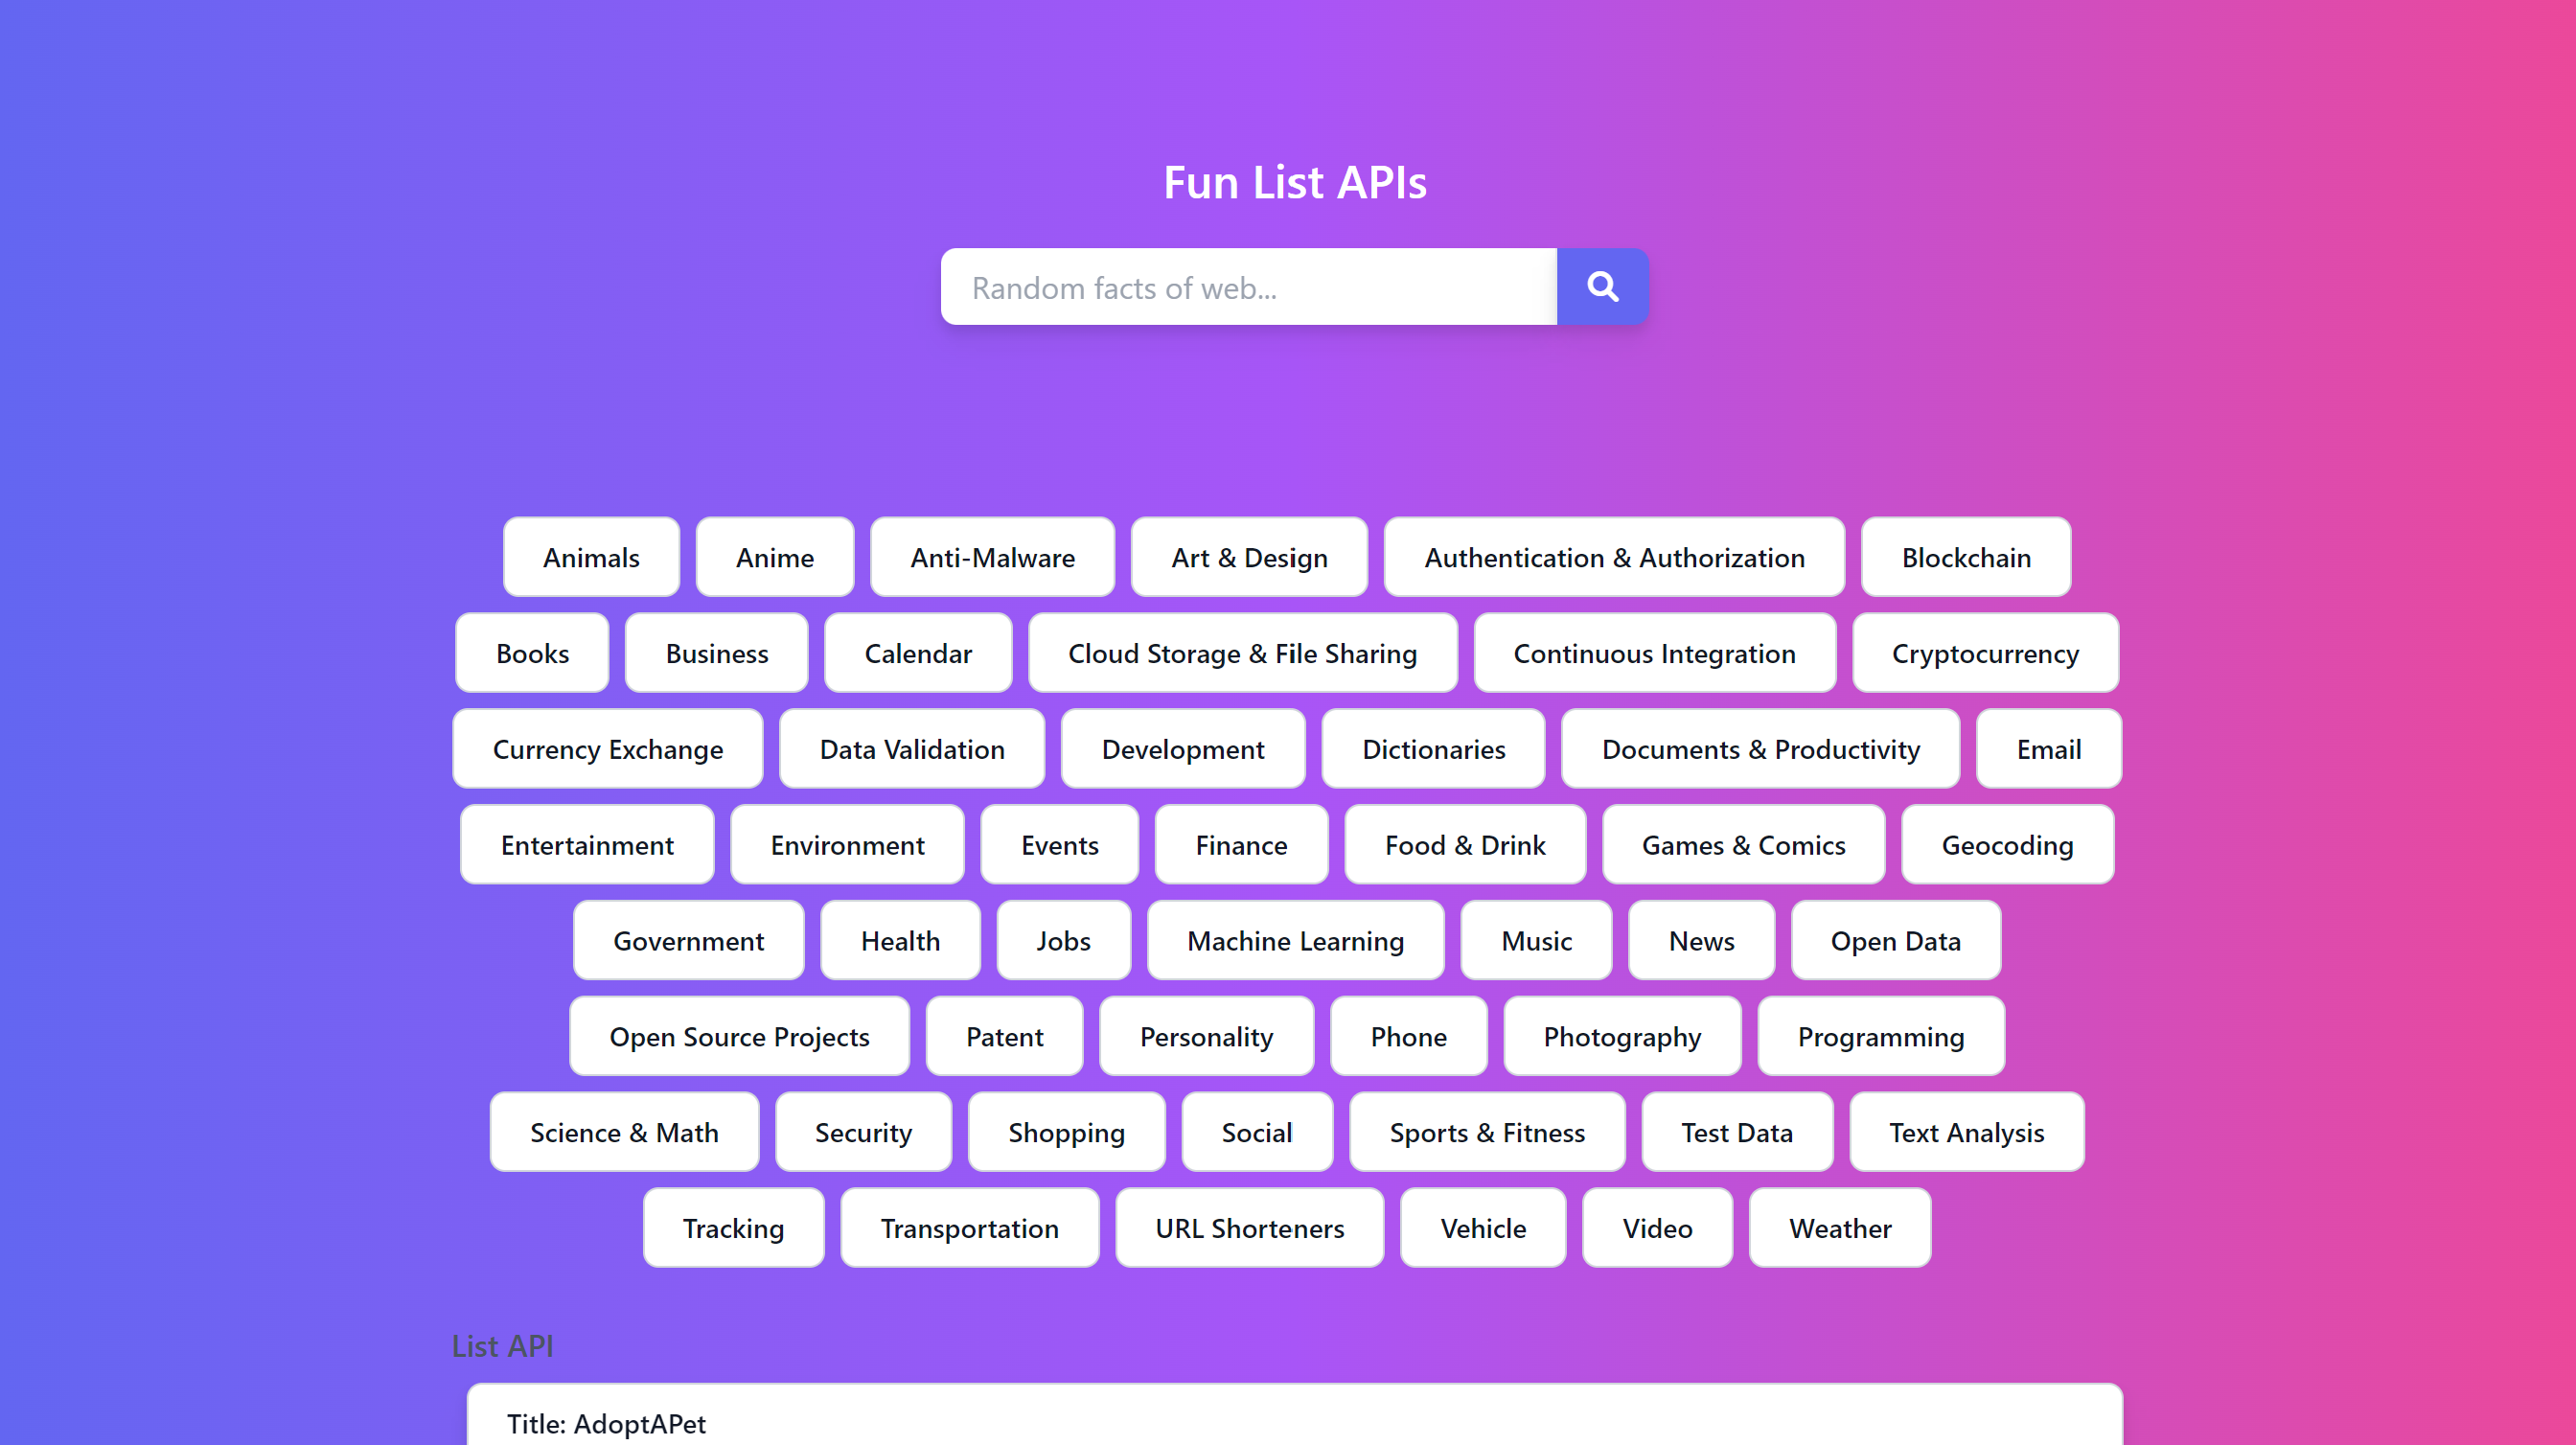 Fun List APIs
Random facts of web...
Animals Anime Anti-Malware Art & Design Authentication & Authorization Blockchain
Books Business Calendar Cloud Storage & File Sharing Continuous Integration Cryptocurrency
Currency Exchange Data Validation Development Dictionaries Documents & Productivity Email
Entertainment Environment Events Finance Food & Drink Games & Comics Geocoding
Government Health Jobs Machine Learning Music News Open Data
Open Source Projects Patent Personality Phone Photography Programming
Science & Math Security Shopping Social Sports & Fitness Test Data Text Analysis
Tracking Transportation URL Shorteners Vehicle Video Weather
List API
Title: AdoptAPet